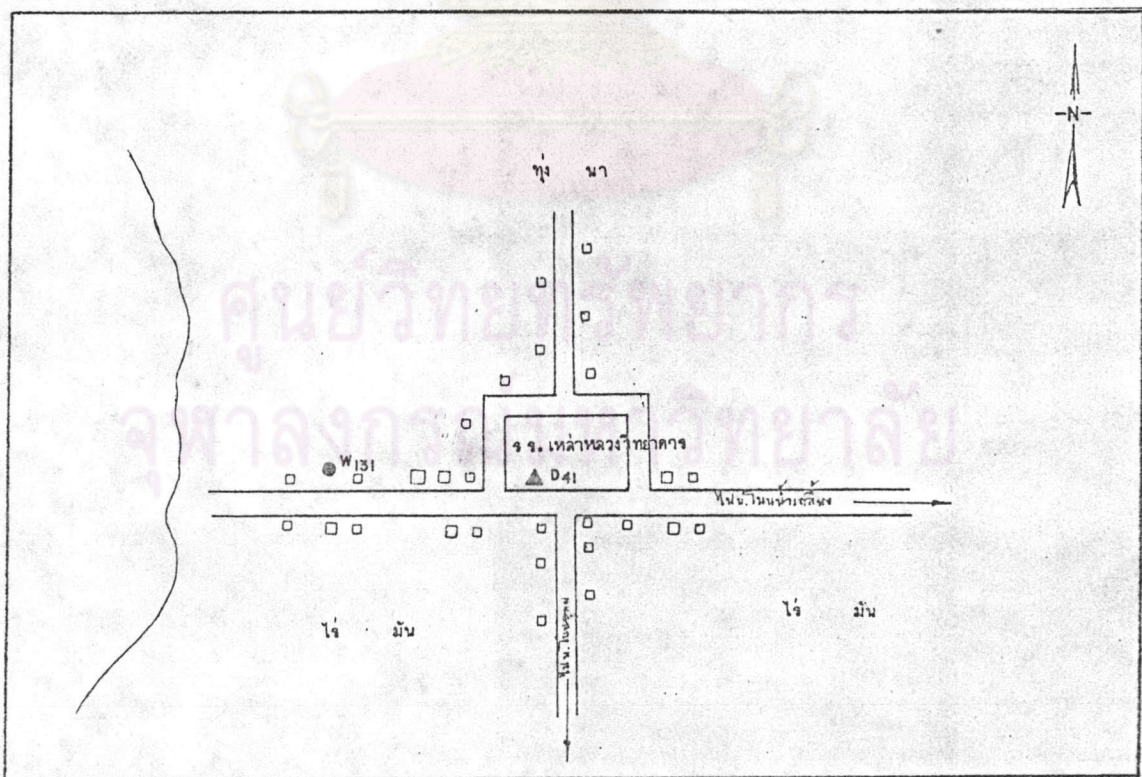 N
ทุ่ง นา
ศูนย์วิทยทรัพยากร
จุฬาลงกรณ์มหาวิทยาลัย
ร ร. เหล่าหลวงวิทยาคาร
W131
D41
ไร่ มัน
ไร่ มัน